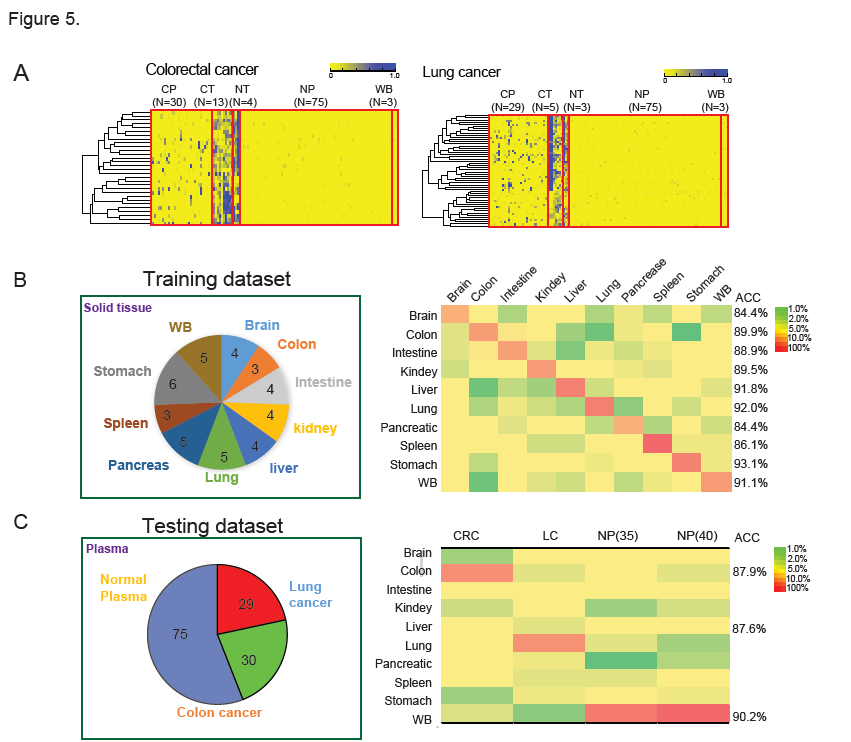 Figure 5.
A
Colorectal cancer
1.0
0
CP CT NT NP WB
(N=30) (N=13) (N=4) (N=75) (N=3)
Lung cancer
0
1.0
CP CT NT NP WB
(N=29) (N=5) (N=3) (N=75) (N=3)
B
Training dataset
Solid tissue
WB
Brain
Colon
Intestine
kidney
liver
Lung
Pancreas
Spleen
Stomach
5
4
3
4
4
4
5
5
3
6
Brain Colon Intestine Kindey Liver Lung Pancrease Spleen Stomach WB ACC
Brain 84.4%
Colon 89.9%
Intestine 88.9%
Kindey 89.5%
Liver 91.8%
Lung 92.0%
Pancreatic 84.4%
Spleen 86.1%
Stomach 93.1%
WB 91.1%
1.0%
2.0%
5.0%
10.0%
100%
C
Testing dataset
Plasma
Normal
Plasma
Lung
cancer
75
29
30
Colon cancer
CRC LC NP(35) NP(40) ACC
Brain
Colon 87.9%
Intestine
Kindey
Liver 87.6%
Lung
Pancreatic
Spleen
Stomach
WB 90.2%
1.0%
2.0%
5.0%
10.0%
100%